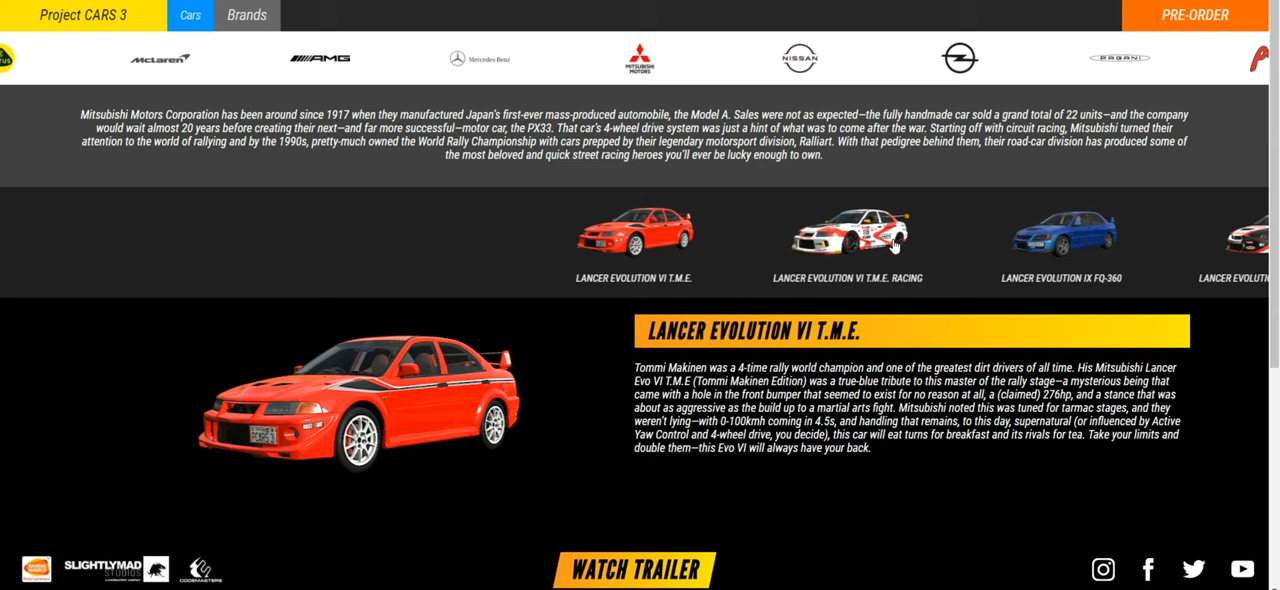 Project CARS 3
Cars
Brands
PRE-ORDER
McLaren
AMG
Mercedes-Benz
MITSUBISHI
MOTORS
NISSAN
PAGANI
Mitsubishi Motors Corporation has been around since 1917 when they manufactured Japan's first-ever mass-produced automobile, the Model A. Sales were not as expected—the fully handmade car sold a grand total of 22 units—and the company
would wait almost 20 years before creating their next—and far more successful—motor car, the PX33. That car's 4-wheel drive system was just a hint of what was to come after the war. Starting off with circuit racing, Mitsubishi turned their
attention to the world of rallying and by the 1990s, pretty-much owned the World Rally Championship with cars prepped by their legendary motorsport division, Ralliart. With that pedigree behind them, their road-car division has produced some of
the most beloved and quick street racing heroes you'll ever be lucky enough to own.
LANCER EVOLUTION VI T.M.E.
LANCER EVOLUTION VI T.M.E. RACING
LANCER EVOLUTION IX FQ-360
LANCER EVOLUTI
LANCER EVOLUTION VI T.M.E.
Tommi Makinen was a 4-time rally world champion and one of the greatest dirt drivers of all time. His Mitsubishi Lancer
Evo VI T.M.E (Tommi Makinen Edition) was a true-blue tribute to this master of the rally stage—a mysterious being that
came with a hole in the front bumper that seemed to exist for no reason at all, a (claimed) 276hp, and a stance that was
about as aggressive as the build up to a martial arts fight. Mitsubishi noted this was tuned for tarmac stages, and they
weren't lying—with 0-100kmh coming in 4.5s, and handling that remains, to this day, supernatural (or influenced by Active
Yaw Control and 4-wheel drive, you decide), this car will eat turns for breakfast and its rivals for tea. Take your limits and
double them—this Evo VI will always have your back.
PCARS 3
SLIGHTLYMAD
STUDIOS
CODEMASTERS
WATCH TRAILER